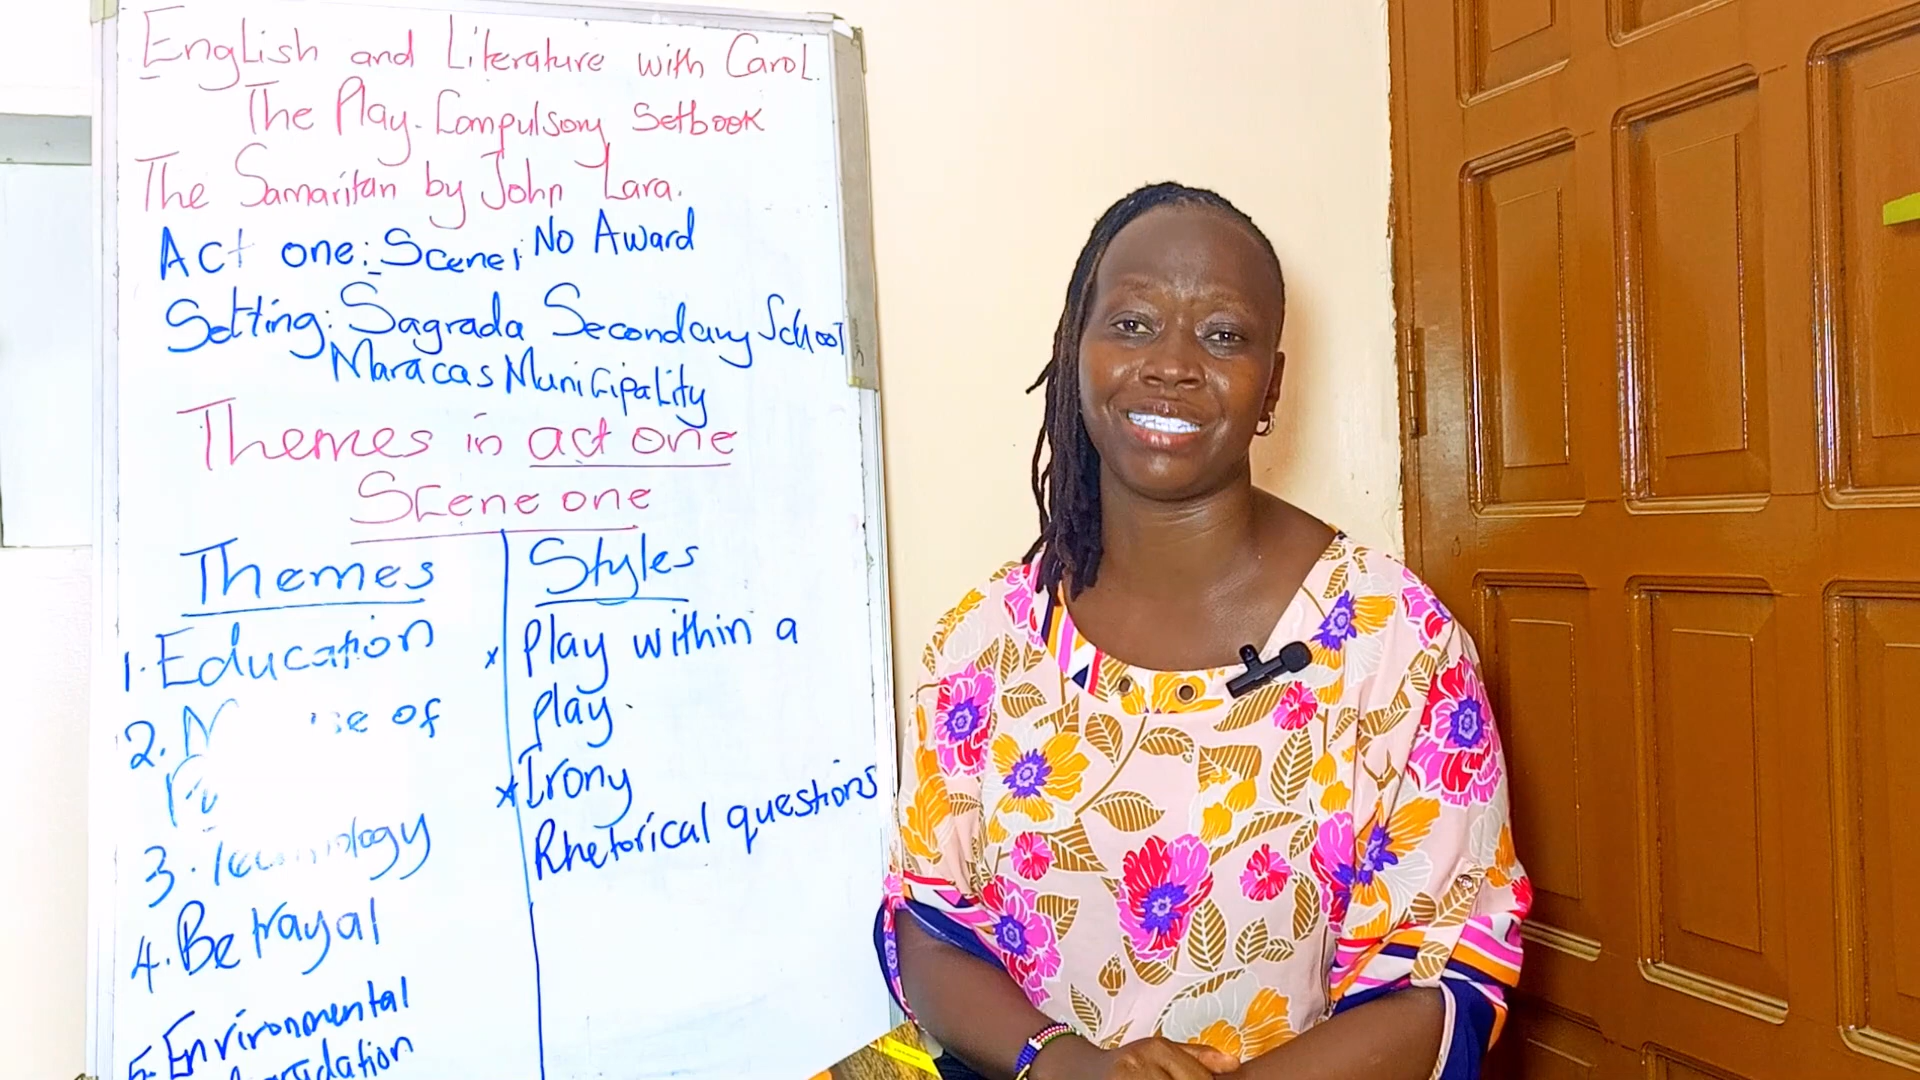 English and Literature with Carol.
The Play. Compulsory Setbook
The Samaritan by John Lara.
Act one: Scene 1: No Award
Setting: Sagrada Secondary School
Maracas Municipality
Themes in act one
Scene one
Themes
1. Education
2. of
3. Technology
4. Betrayal
5. Environmental
Styles
x Play within a
play.
x Irony
Rhetorical questions